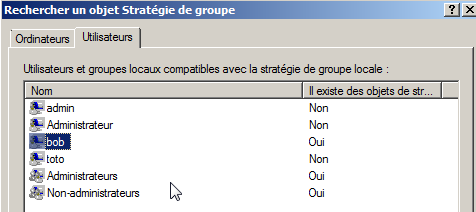 Rechercher un objet Stratégie de groupe
Ordinateurs Utilisateurs
Utilisateurs et groupes locaux compatibles avec la stratégie de groupe locale :
Nom Il existe des objets de str...
admin Non
Administrateur Non
bob Oui
toto Non
Administrateurs Oui
Non-administrateurs Oui